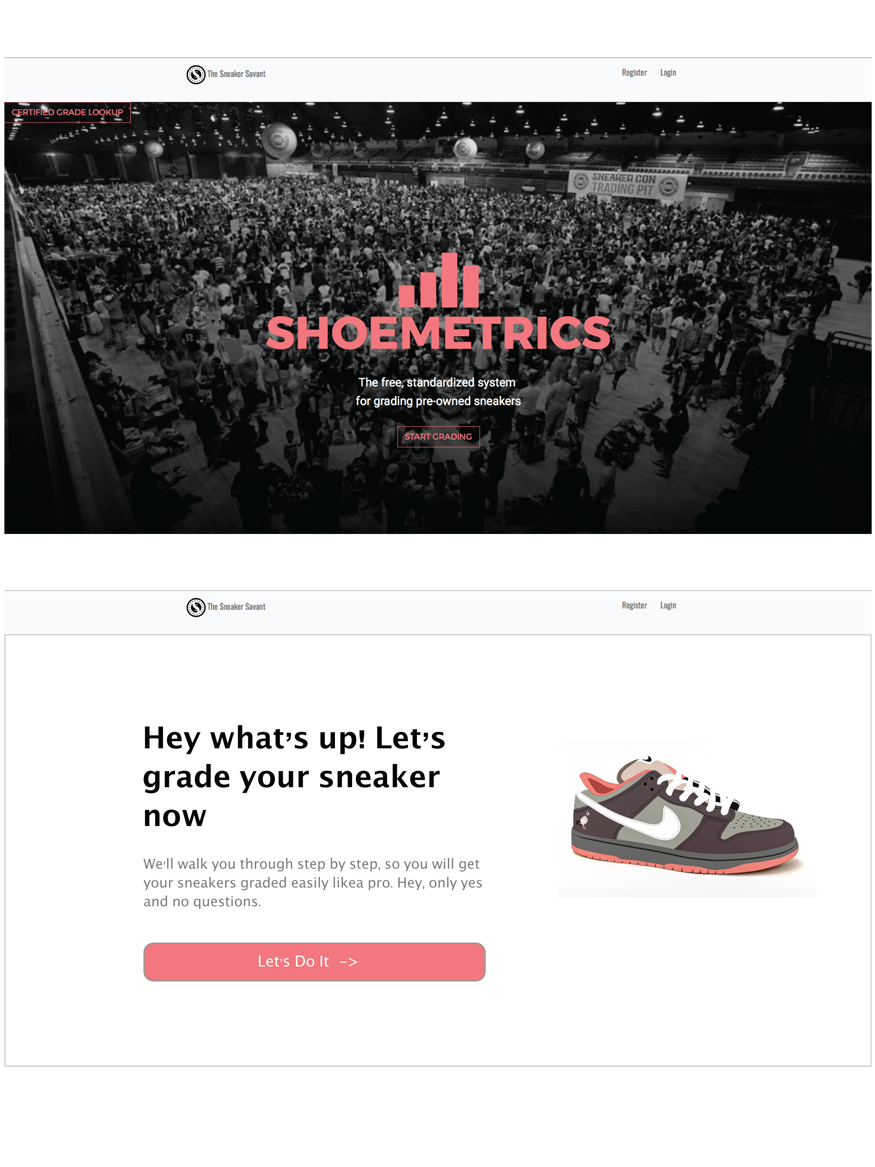 The Sneaker Savant
Register Login
CERTIFIED GRADE LOOKUP
SNEAKER CON
TRADING PIT
SHOEMETRICS
The free, standardized system
for grading pre-owned sneakers
START GRADING
The Sneaker Savant
Register Login
Hey what's up! Let's
grade your sneaker
now
We'll walk you through step by step, so you will get
your sneakers graded easily likea pro. Hey, only yes
and no questions.
Let's Do It ->